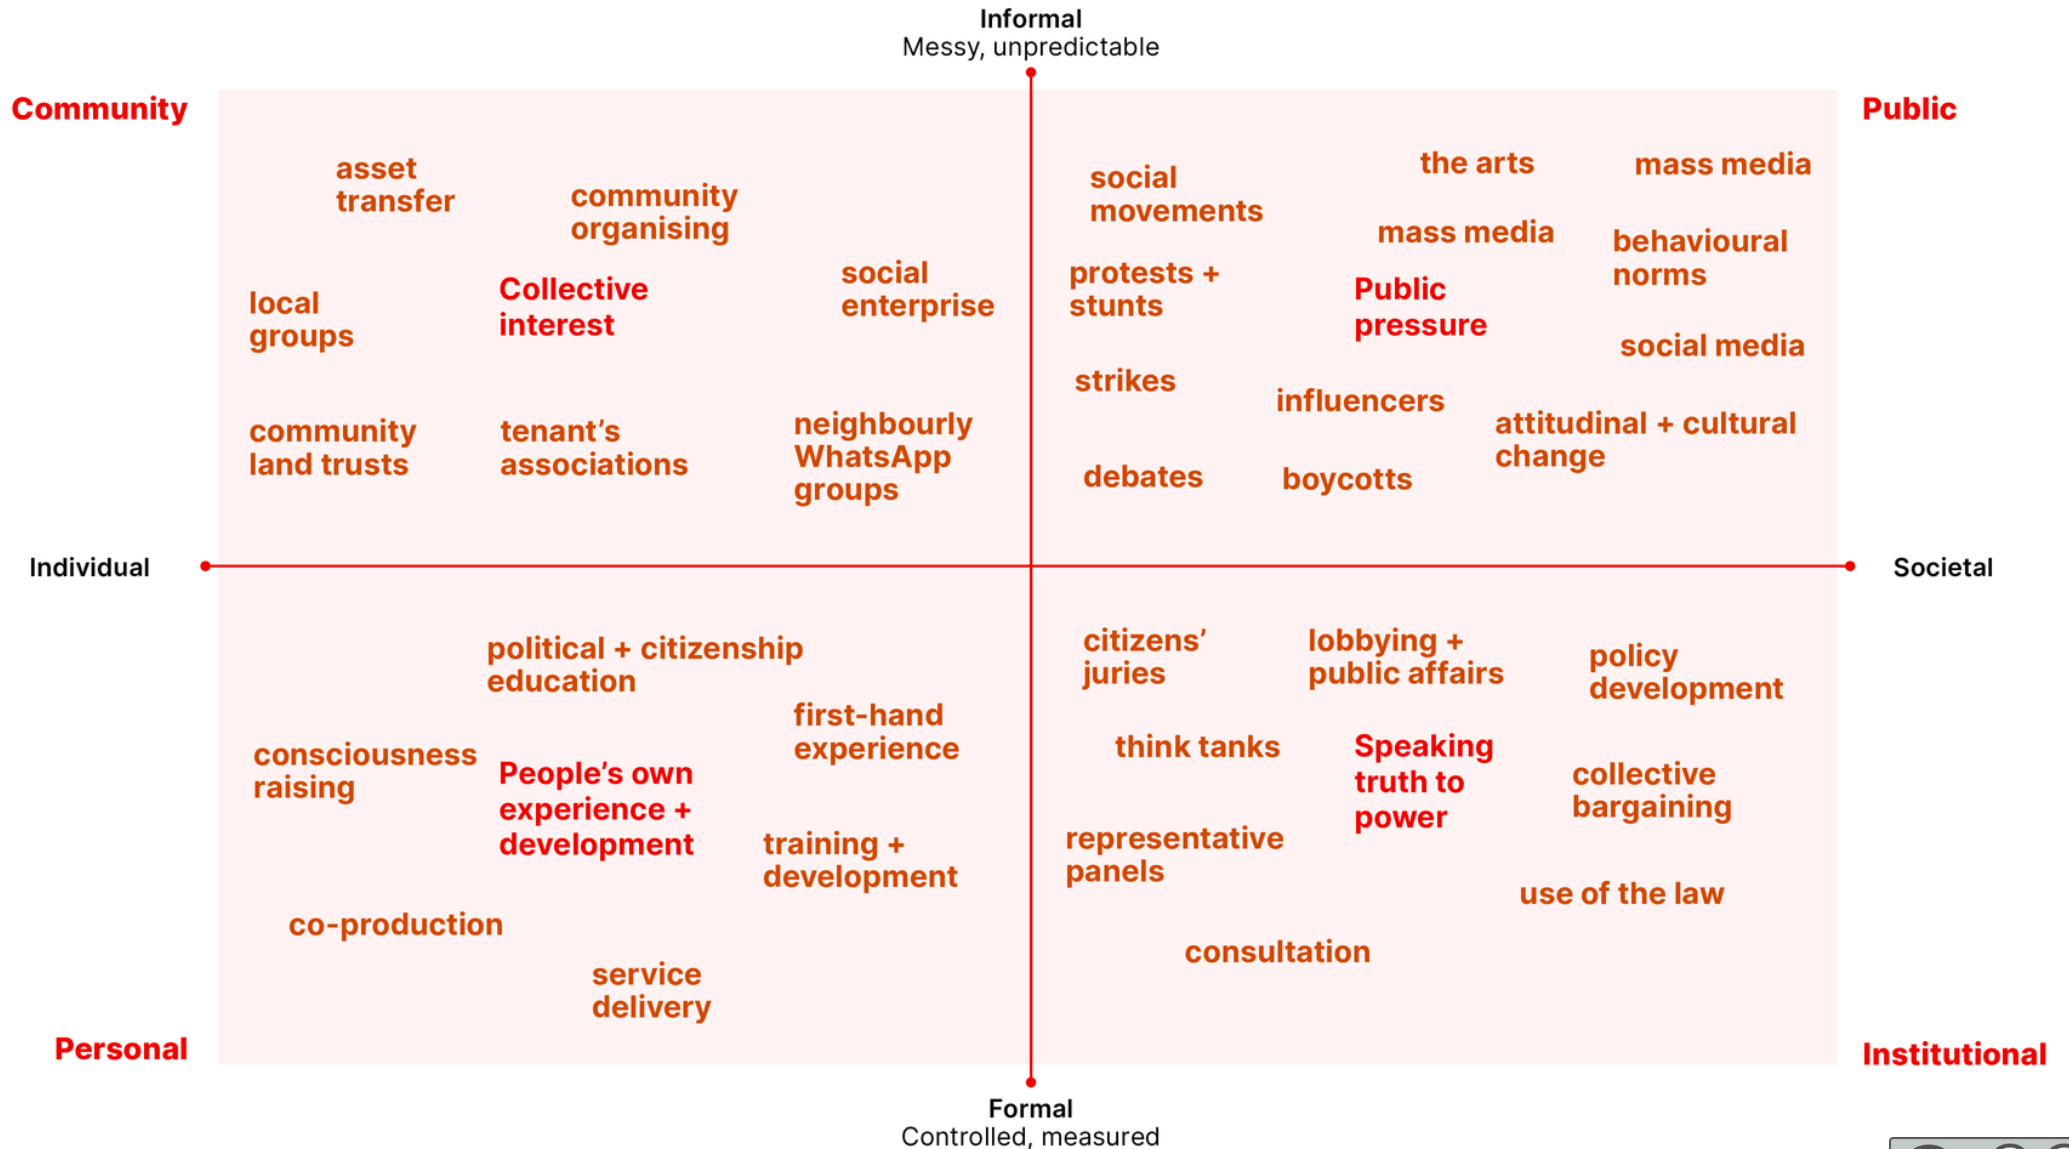 Informal
Messy, unpredictable
Community
Public
asset
transfer
community
organising
local
groups
Collective
interest
social
enterprise
community
land trusts
tenant’s
associations
neighbourly
WhatsApp
groups
social
movements
the arts
mass media
mass media
behavioural
norms
protests +
stunts
Public
pressure
social media
strikes
influencers
attitudinal + cultural
change
debates
boycotts
Individual
Societal
political + citizenship
education
first-hand
experience
consciousness
raising
People’s own
experience +
development
training +
development
co-production
service
delivery
citizens’
juries
lobbying +
public affairs
policy
development
think tanks
Speaking
truth to
power
collective
bargaining
representative
panels
use of the law
consultation
Personal
Institutional
Formal
Controlled, measured